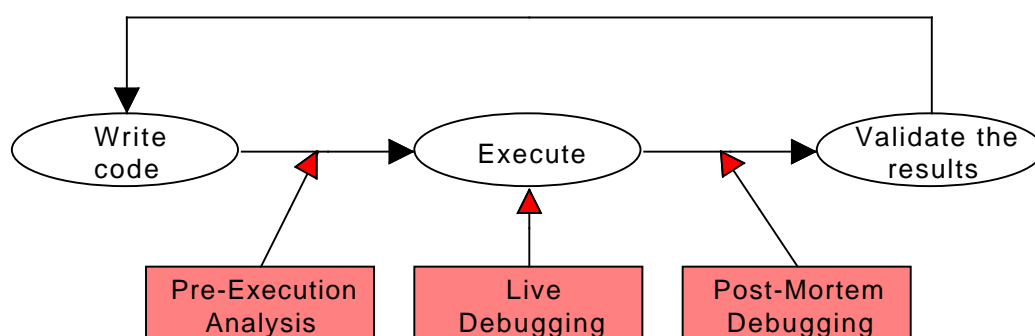 Write
code
Execute
Validate the
results
Pre-Execution
Analysis
Live
Debugging
Post-Mortem
Debugging